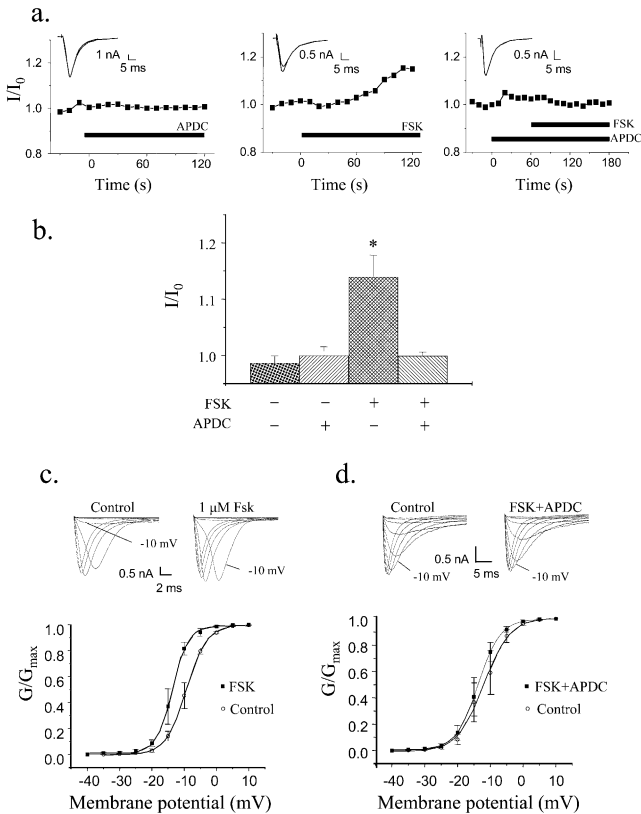 a.
1 nA
5 ms
0.5 nA
5 ms
0.5 nA
5 ms
I/I0
1.2
1.0
0.8
APDC
0 60 120
Time (s)
1.2
1.0
0.8
FSK
0 60 120
Time (s)
1.2
1.0
0.8
FSK
APDC
0 60 120 180
Time (s)
b.
I/I0
1.2
1.1
1.0
*
FSK − − + +
APDC − + − +
c.
Control
1 µM Fsk
-10 mV
-10 mV
0.5 nA
2 ms
G/Gmax
1.0
0.8
0.6
0.4
0.2
0.0
FSK
Control
-40 -30 -20 -10 0 10
Membrane potential (mV)
d.
Control
FSK+APDC
0.5 nA
5 ms
-10 mV
-10 mV
G/Gmax
1.0
0.8
0.6
0.4
0.2
0.0
FSK+APDC
Control
-40 -30 -20 -10 0 10
Membrane potential (mV)